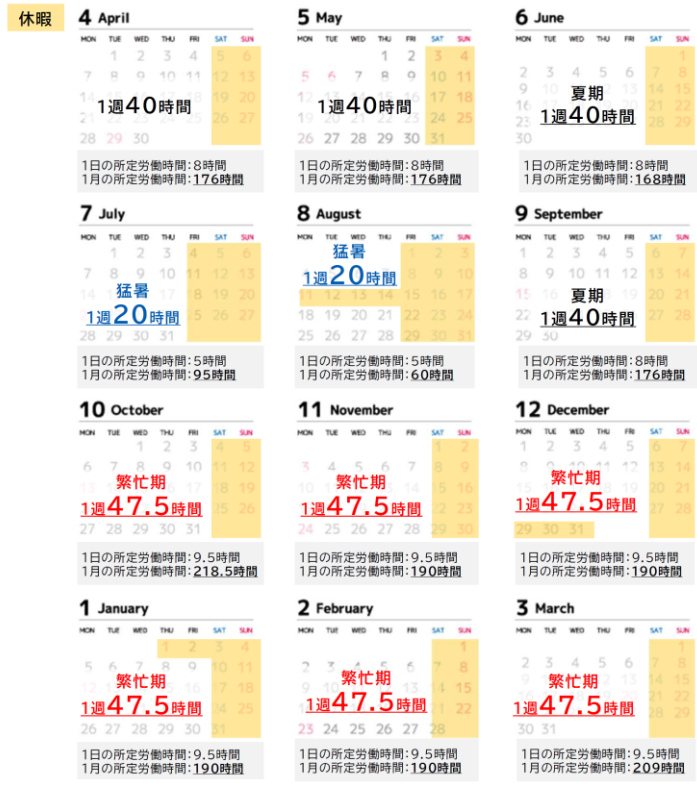 休暇
4 April
MON TUE WED THU FRI SAT SUN
1 2 3 4 5 6
7 8 9 10 11 12 13
14 19 20
1週40時間
21 26 27
28 29 30
1日の所定労働時間:8時間
1月の所定労働時間:176時間
5 May
MON TUE WED THU FRI SAT SUN
1 2 3 4
5 6 7 8 9 10 11
17 18
1週40時間
19 20 21 22 23 24 25
26 27 28 29 30 31
1日の所定労働時間:8時間
1月の所定労働時間:176時間
6 June
MON TUE WED THU FRI SAT SUN
1
2 3 4 5 6 7 8
9 14 15
夏期
1週40時間
28 29
30
1日の所定労働時間:8時間
1月の所定労働時間:168時間
7 July
MON TUE WED THU FRI SAT SUN
1 2 3 4 5 6
7 8 9 10 11 12 13
猛暑
18 19 20
1週20時間
25 26 27
28 29 30 31
1日の所定労働時間:5時間
1月の所定労働時間:95時間
8 August
MON TUE WED THU FRI SAT SUN
猛暑
1 2 3
1週20時間
8 9 10
11 12 13 14 15 16 17
18 19 20 21 22 23 24
25 26 27 28 29 30 31
1日の所定労働時間:5時間
1月の所定労働時間:60時間
9 September
MON TUE WED THU FRI SAT SUN
1 2 3 4 5 6 7
8 9 10 11 12 13 14
15 19 20 21
夏期
1週40時間
22 27 28
29 30
1日の所定労働時間:8時間
1月の所定労働時間:176時間
10 October
MON TUE WED THU FRI SAT SUN
1 2 3 4 5
6 7 8 9 10 11 12
繁忙期
1週47.5時間
25 26
27 28 29 30 31
1日の所定労働時間:9.5時間
1月の所定労働時間:218.5時間
11 November
MON TUE WED THU FRI SAT SUN
1 2
3 4 5 6 7 8 9
繁忙期
15 16
1週47.5時間
22 23
24 25 26 27 28 29 30
1日の所定労働時間:9.5時間
1月の所定労働時間:190時間
12 December
MON TUE WED THU FRI SAT SUN
1 2 3 4 5 6 7
8 9 10 11 12 13 14
繁忙期
1週47.5時間
27 28
29 30 31
1日の所定労働時間:9.5時間
1月の所定労働時間:190時間
1 January
MON TUE WED THU FRI SAT SUN
1 2 3 4
5 6 7 8 9 10 11
繁忙期
17 18
1週47.5時間
24 25
26 27 28 29 30 31
1日の所定労働時間:9.5時間
1月の所定労働時間:190時間
2 February
MON TUE WED THU FRI SAT SUN
1
2 3 4 5 6 7 8
繁忙期
14 15
1週47.5時間
21 22
23 24 25 26 27 28
1日の所定労働時間:9.5時間
1月の所定労働時間:190時間
3 March
MON TUE WED THU FRI SAT SUN
1
2 3 4 5 6 7 8
繁忙期
1週47.5時間
28 29
30 31
1日の所定労働時間:9.5時間
1月の所定労働時間:209時間